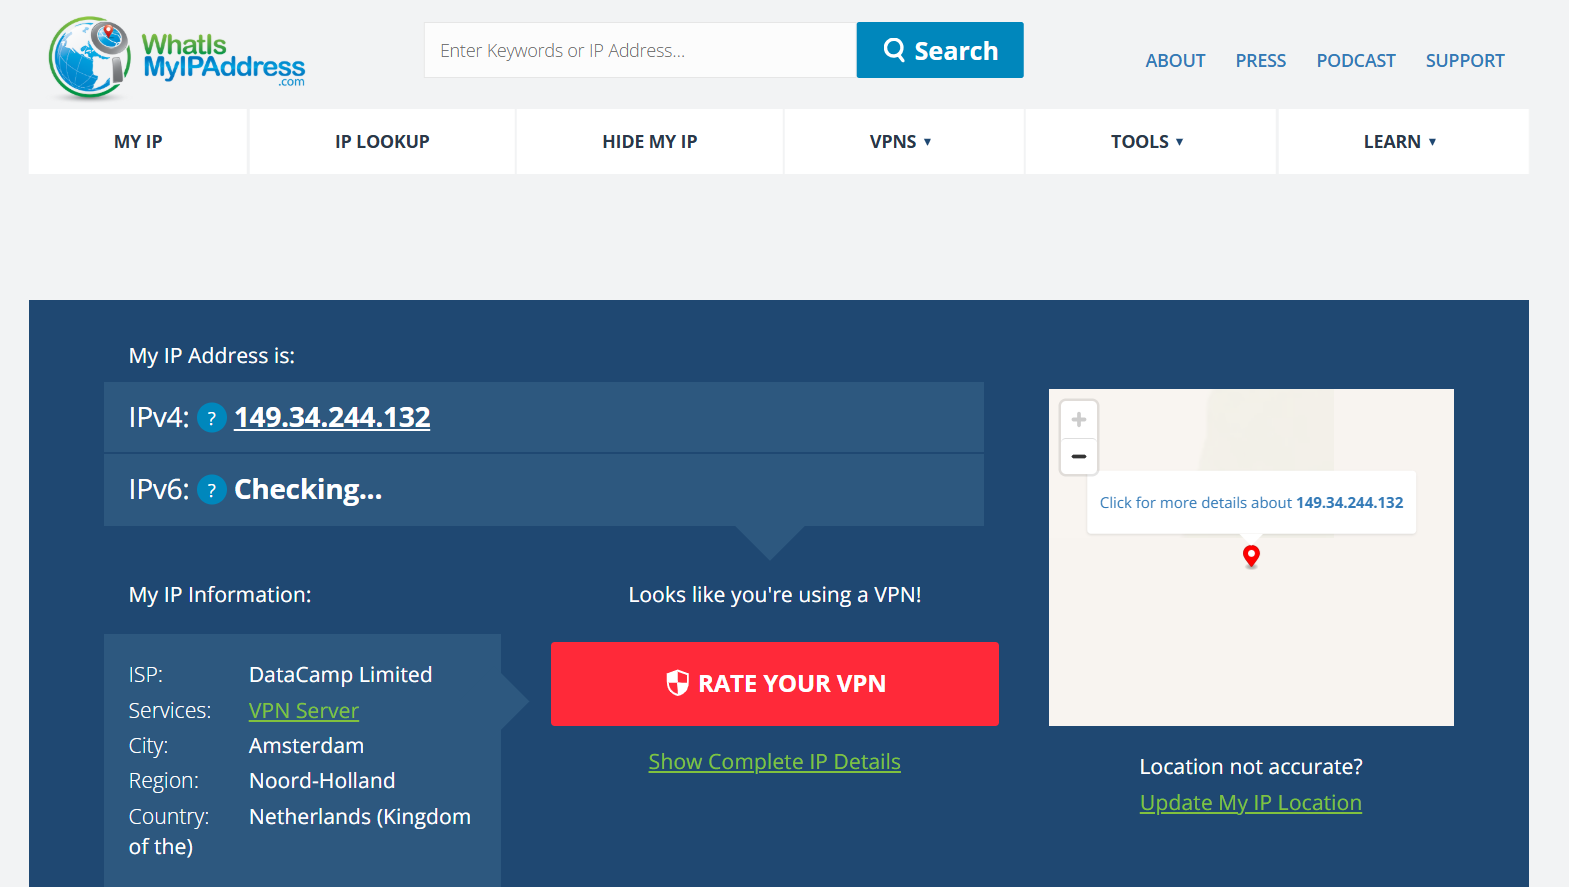 WhatIs
MyIPAddress
.com
Enter Keywords or IP Address...
Search
ABOUT PRESS PODCAST SUPPORT
MY IP IP LOOKUP HIDE MY IP VPNS ▾ TOOLS ▾ LEARN ▾
My IP Address is:
IPv4: ? 149.34.244.132
IPv6: ? Checking...
My IP Information:
ISP: DataCamp Limited
Services: VPN Server
City: Amsterdam
Region: Noord-Holland
Country: Netherlands (Kingdom
of the)
Looks like you're using a VPN!
RATE YOUR VPN
Show Complete IP Details
+
−
Click for more details about 149.34.244.132
Location not accurate?
Update My IP Location